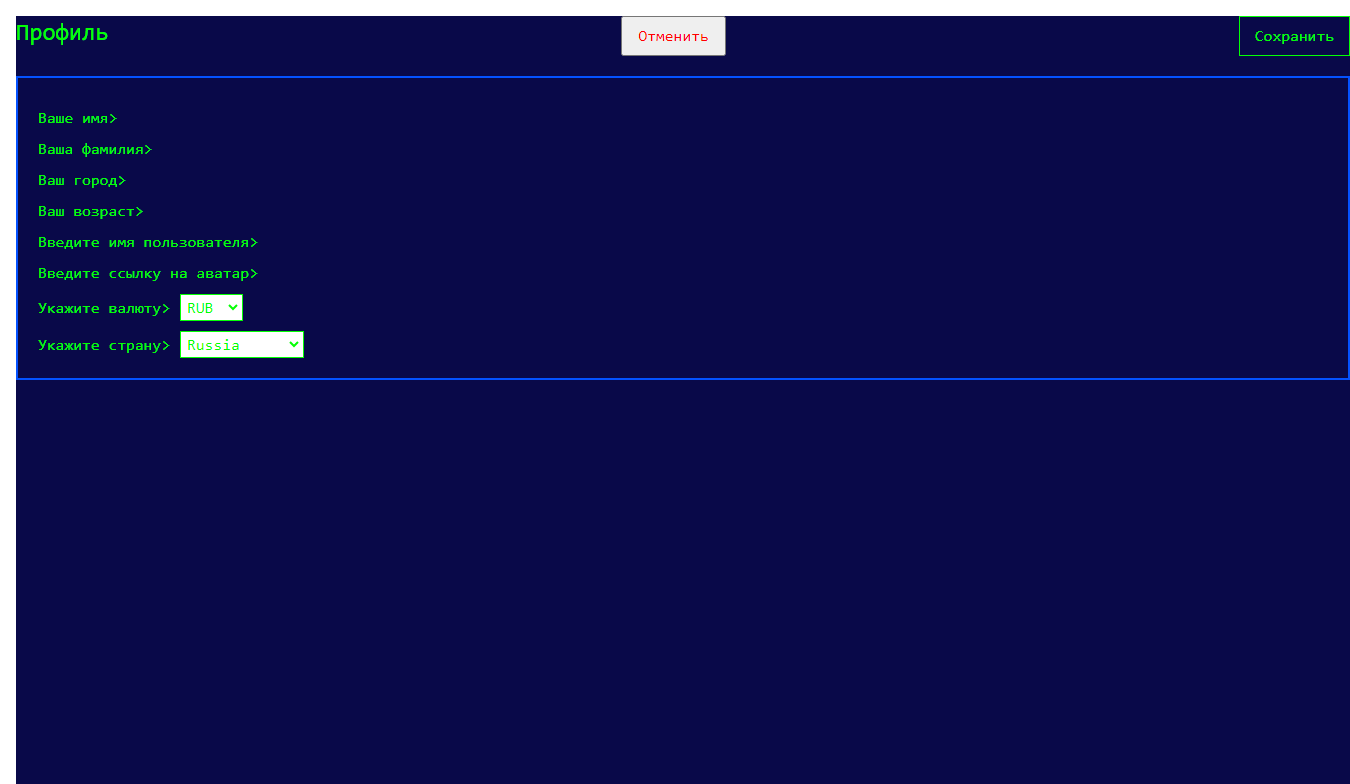 Профиль
Отменить
Сохранить
Ваше имя>
Ваша фамилия>
Ваш город>
Ваш возраст>
Введите имя пользователя>
Введите ссылку на аватар>
Укажите валюту> RUB
Укажите страну> Russia